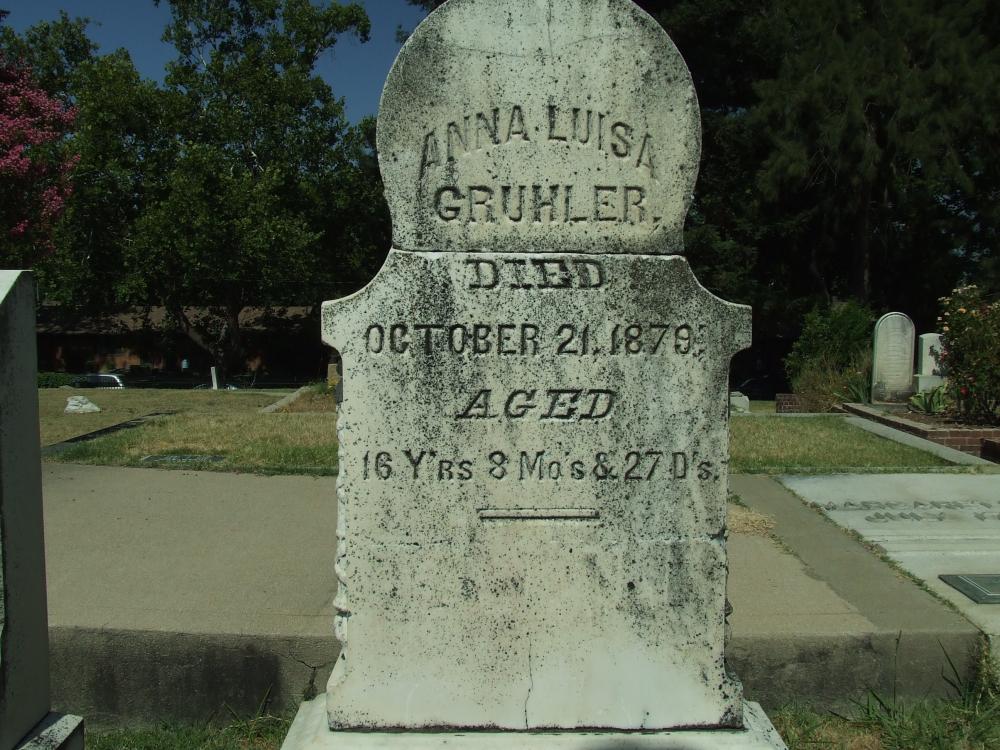 ANNA LUISA
GRUHLER.
DIED
OCTOBER 21. 1879.
AGED
16 Y'RS 8 MO'S & 27 D'S.